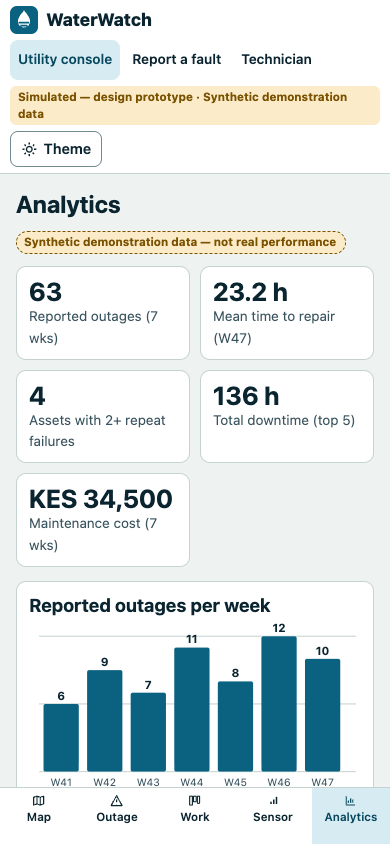 WaterWatch
Utility console
Report a fault
Technician
Simulated — design prototype · Synthetic demonstration
data
Theme
Analytics
Synthetic demonstration data — not real performance
63
Reported outages (7
wks)
23.2 h
Mean time to repair
(W47)
4
Assets with 2+ repeat
failures
136 h
Total downtime (top 5)
KES 34,500
Maintenance cost (7
wks)
Reported outages per week
6
9
7
11
8
12
10
W41
W42
W43
W44
W45
W46
W47
Map
Outage
Work
Sensor
Analytics